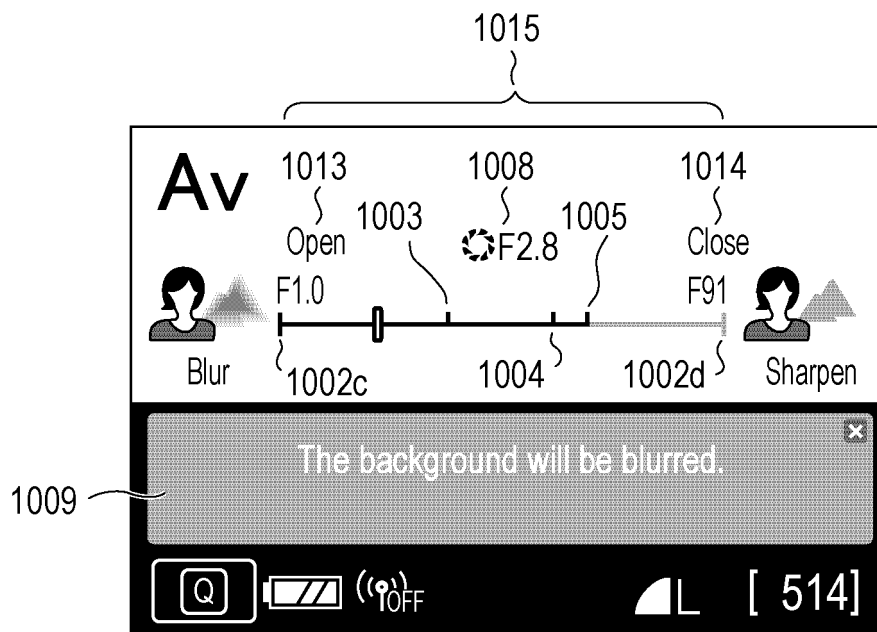 1015
Av
1013
1008
1014
1003
1005
Open
F2.8
Close
F1.0
F91
Blur
1002c
1004
1002d
Sharpen
The background will be blurred.
1009
Q
OFF
L
[ 514]